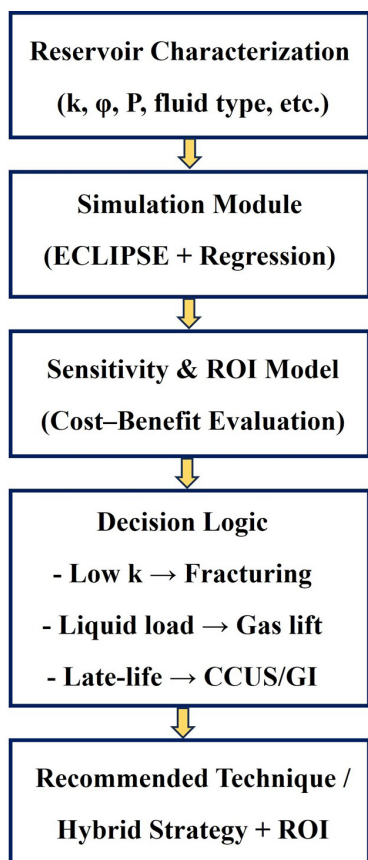 Reservoir Characterization
(k, φ, P, fluid type, etc.)
Simulation Module
(ECLIPSE + Regression)
Sensitivity & ROI Model
(Cost–Benefit Evaluation)
Decision Logic
- Low k → Fracturing
- Liquid load → Gas lift
- Late-life → CCUS/GI
Recommended Technique /
Hybrid Strategy + ROI